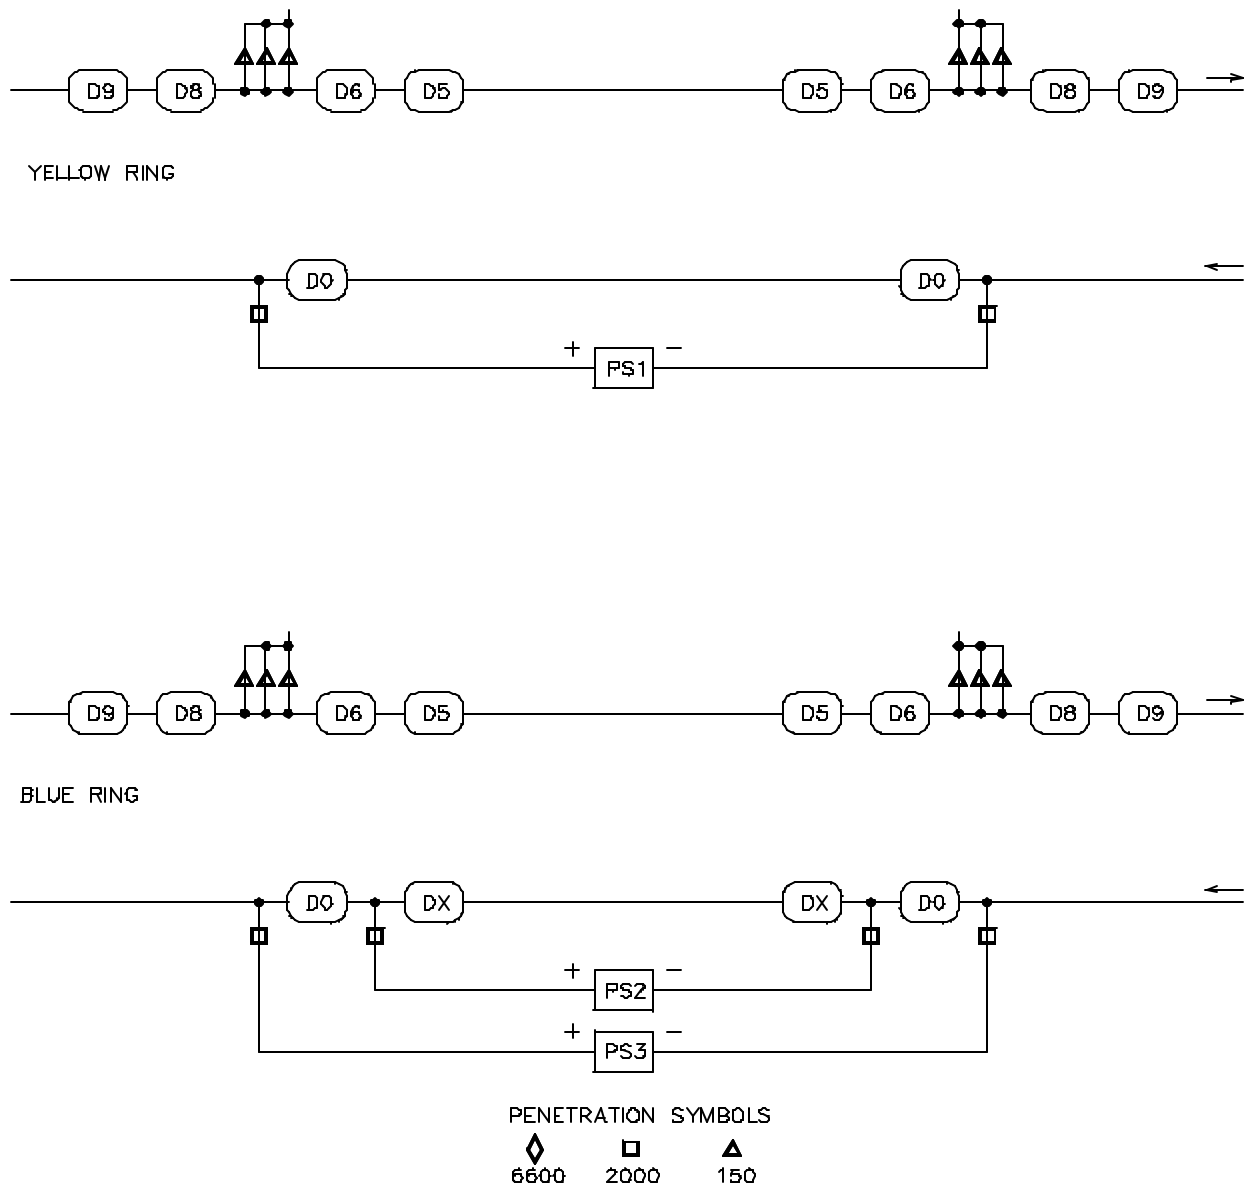 D9 D8 D6 D5 D5 D6 D8 D9
YELLOW RING
D0 D0
+ PS1 −
D9 D8 D6 D5 D5 D6 D8 D9
BLUE RING
D0 DX DX D0
+ PS2 −
+ PS3 −
PENETRATION SYMBOLS
6600 2000 150